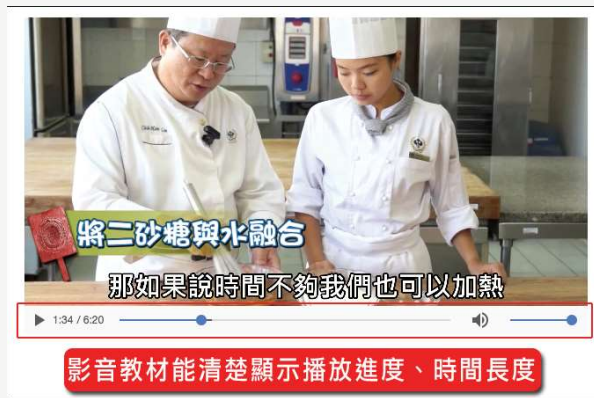 將二砂糖與水融合
那如果說時間不夠我們也可以加熱
1:34 / 6:20
影音教材能清楚顯示播放進度、時間長度